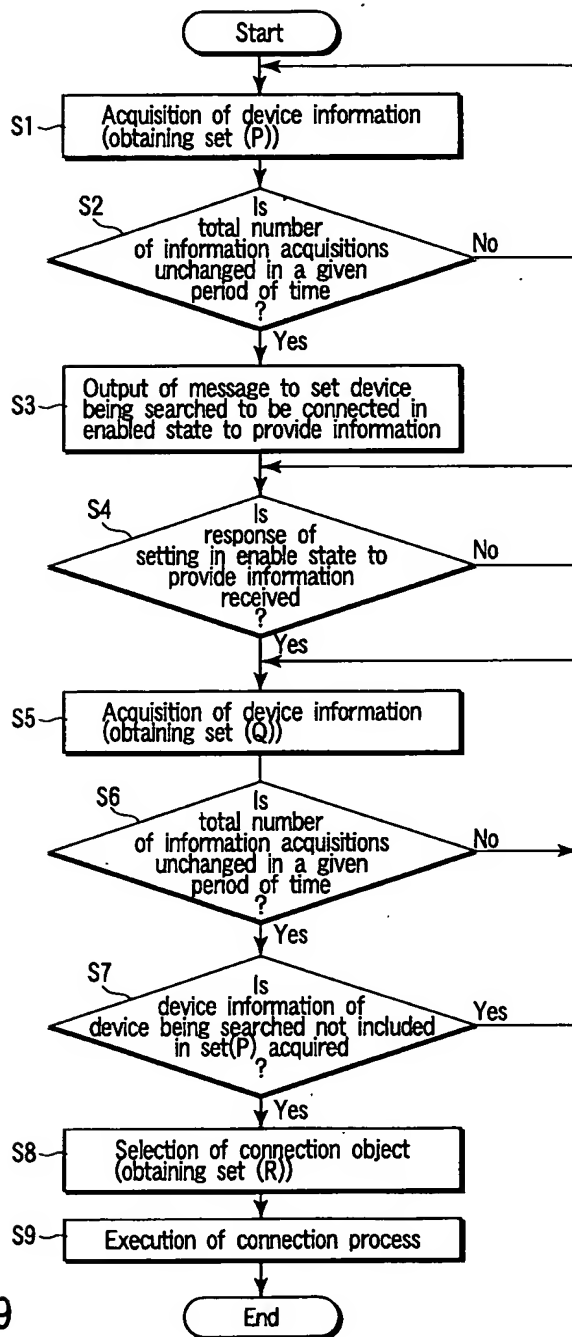 Start
S1
Acquisition of device information
(obtaining set (P))
S2
Is
total number
of information acquisitions
unchanged in a given
period of time
?
No
Yes
S3
Output of message to set device
being searched to be connected in
enabled state to provide information
S4
Is
response of
setting in enable state to
provide information
received
?
No
Yes
S5
Acquisition of device information
(obtaining set (Q))
S6
Is
total number
of information acquisitions
unchanged in a given
period of time
?
No
Yes
S7
Is
device information of
device being searched not included
in set(P) acquired
?
Yes
Yes
S8
Selection of connection object
(obtaining set (R))
S9
Execution of connection process
End
9